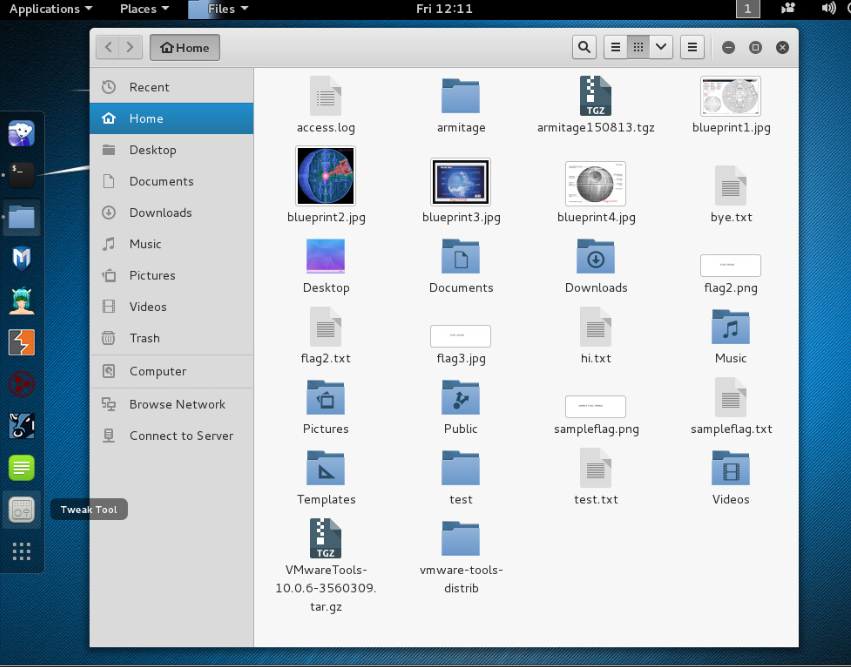 Applications Places Files Fri 12:11 1
Home
Recent
Home
Desktop
Documents
Downloads
Music
Pictures
Videos
Trash
Computer
Browse Network
Connect to Server
Tweak Tool
access.log armitage armitage150813.tgz blueprint1.jpg
TGZ
blueprint2.jpg blueprint3.jpg blueprint4.jpg bye.txt
Desktop Documents Downloads flag2.png
flag2.txt flag3.jpg hi.txt Music
Pictures Public sampleflag.png sampleflag.txt
Templates test test.txt Videos
TGZ
VMwareTools- vmware-tools-
10.0.6-3560309. distrib
tar.gz